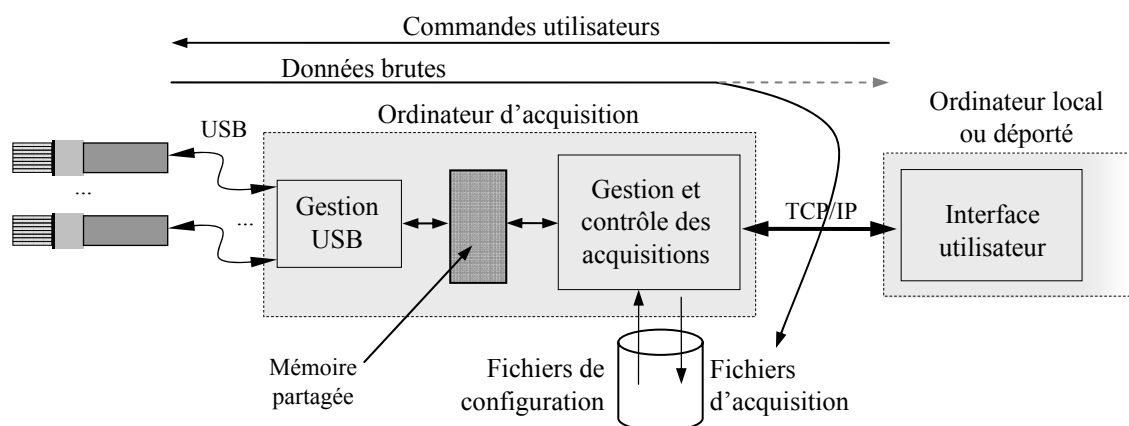 Commandes utilisateurs
Données brutes
Ordinateur d'acquisition
Ordinateur local
ou déporté
USB
...
...
Gestion
USB
Gestion et
contrôle des
acquisitions
TCP/IP
Interface
utilisateur
Mémoire
partagée
Fichiers de
configuration
Fichiers
d'acquisition